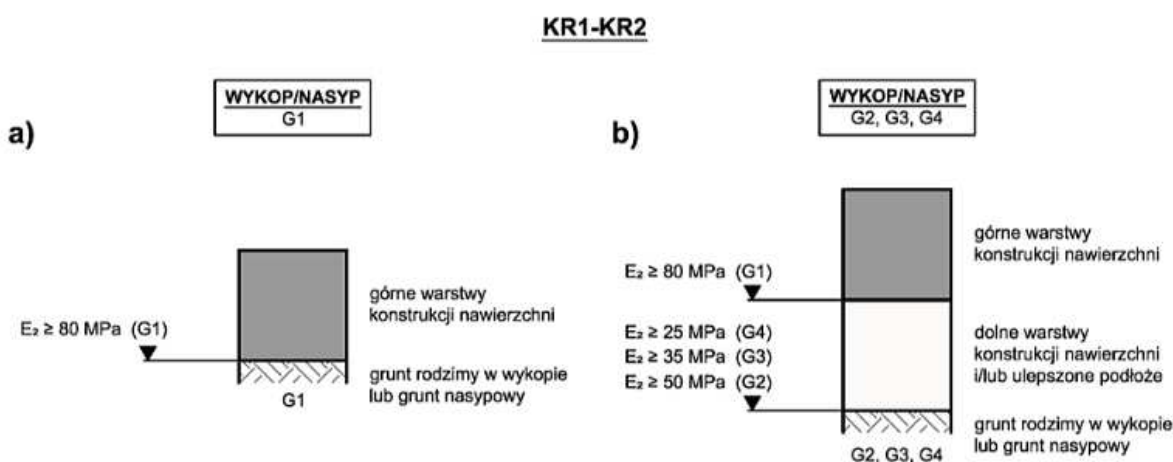 KR1-KR2
a)
WYKOP/NASYP
G1
E₂ ≥ 80 MPa (G1)
górne warstwy
konstrukcji nawierzchni
grunt rodzimy w wykopie
lub grunt nasypowy
G1
b)
WYKOP/NASYP
G2, G3, G4
E₂ ≥ 80 MPa (G1)
górne warstwy
konstrukcji nawierzchni
E₂ ≥ 25 MPa (G4)
E₂ ≥ 35 MPa (G3)
E₂ ≥ 50 MPa (G2)
dolne warstwy
konstrukcji nawierzchni
i/lub ulepszone podłoże
grunt rodzimy w wykopie
lub grunt nasypowy
G2, G3, G4